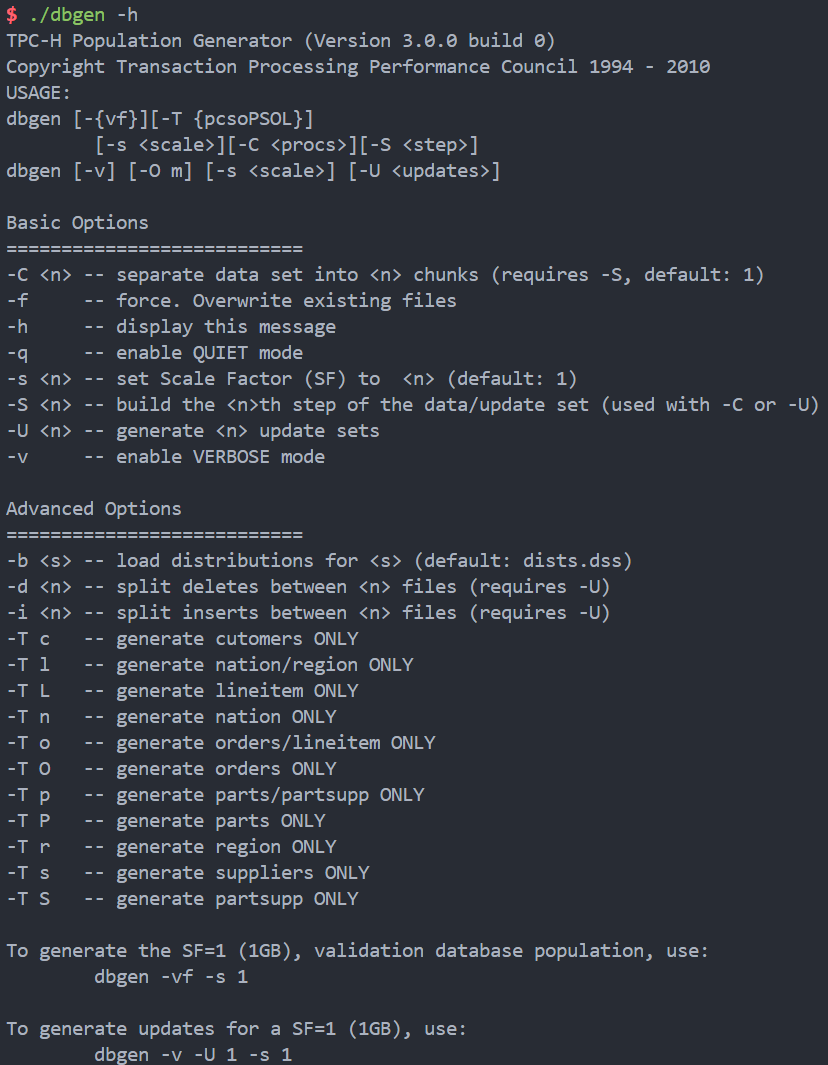 $ ./dbgen -h
TPC-H Population Generator (Version 3.0.0 build 0)
Copyright Transaction Processing Performance Council 1994 - 2010
USAGE:
dbgen [-{vf}][-T {pcsoPSOL}]
        [-s <scale>][-C <procs>][-S <step>]
dbgen [-v] [-O m] [-s <scale>] [-U <updates>]

Basic Options
===========================
-C <n> -- separate data set into <n> chunks (requires -S, default: 1)
-f     -- force. Overwrite existing files
-h     -- display this message
-q     -- enable QUIET mode
-s <n> -- set Scale Factor (SF) to  <n> (default: 1)
-S <n> -- build the <n>th step of the data/update set (used with -C or -U)
-U <n> -- generate <n> update sets
-v     -- enable VERBOSE mode

Advanced Options
===========================
-b <s> -- load distributions for <s> (default: dists.dss)
-d <n> -- split deletes between <n> files (requires -U)
-i <n> -- split inserts between <n> files (requires -U)
-T c   -- generate cutomers ONLY
-T l   -- generate nation/region ONLY
-T L   -- generate lineitem ONLY
-T n   -- generate nation ONLY
-T o   -- generate orders/lineitem ONLY
-T O   -- generate orders ONLY
-T p   -- generate parts/partsupp ONLY
-T P   -- generate parts ONLY
-T r   -- generate region ONLY
-T s   -- generate suppliers ONLY
-T S   -- generate partsupp ONLY

To generate the SF=1 (1GB), validation database population, use:
        dbgen -vf -s 1

To generate updates for a SF=1 (1GB), use:
        dbgen -v -U 1 -s 1